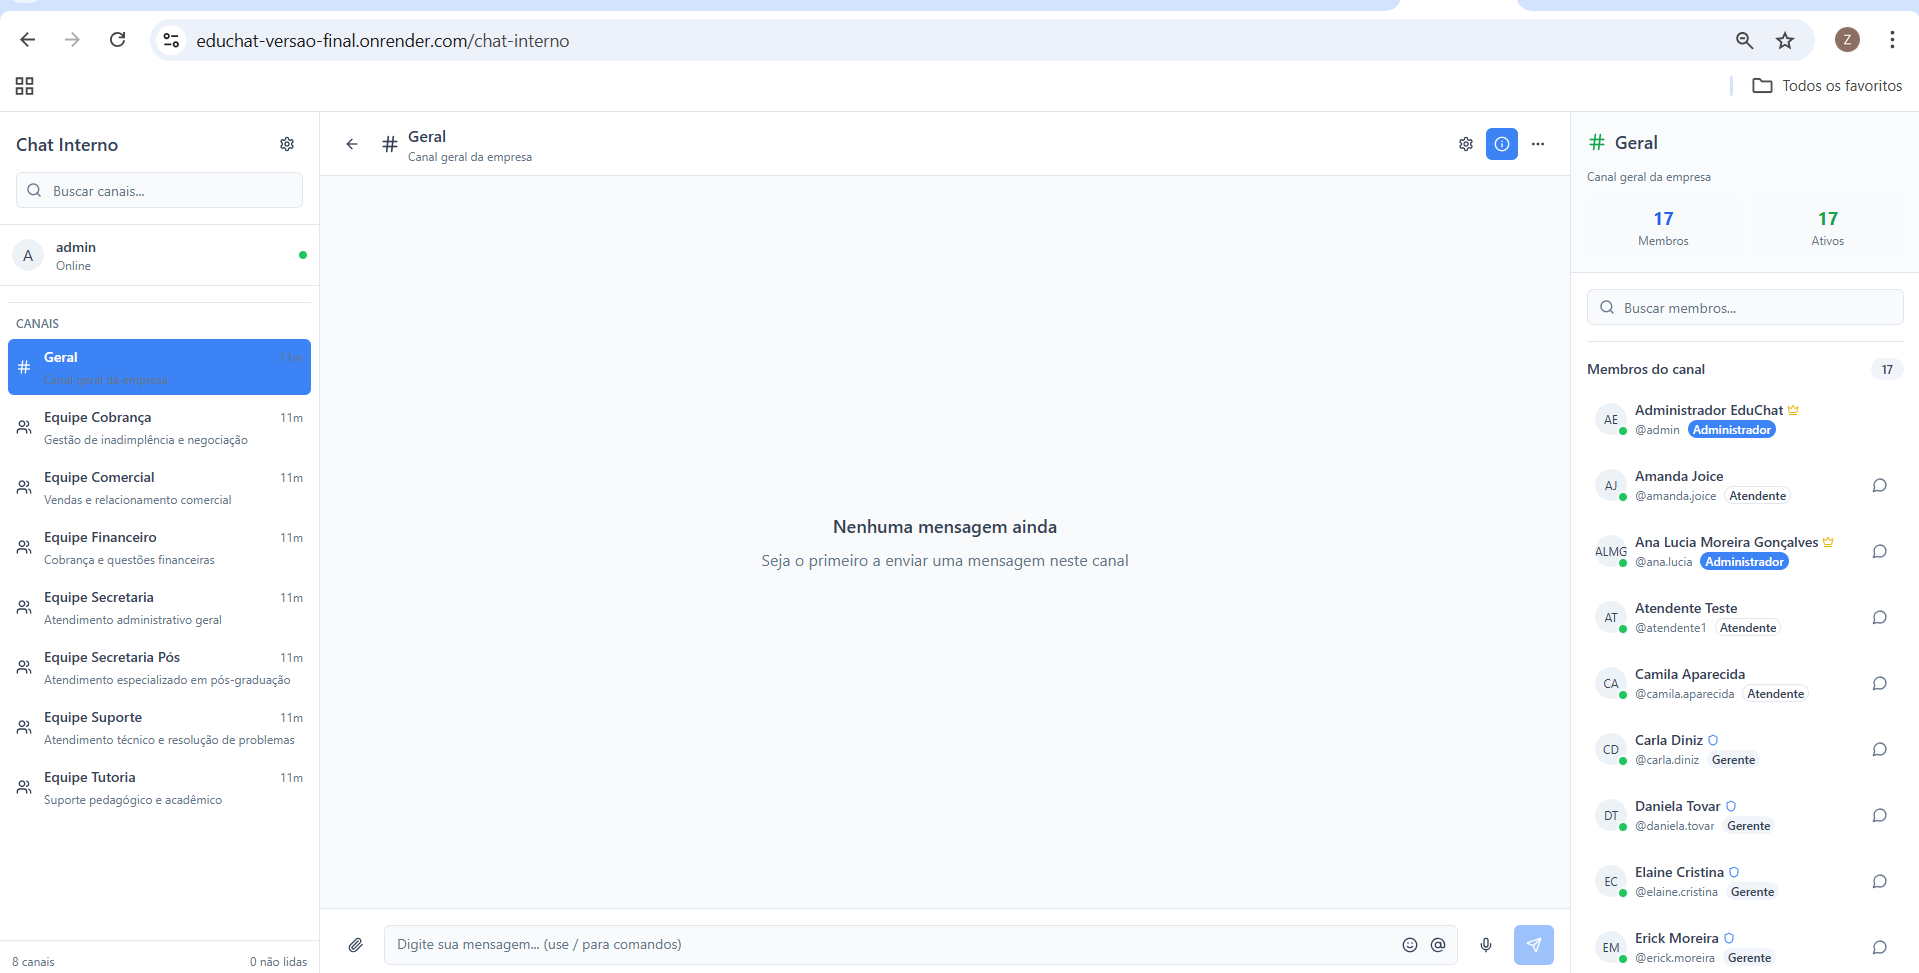 educhat-versao-final.onrender.com/chat-interno
Z
Todos os favoritos
Chat Interno
Buscar canais...
A
admin
Online
CANAIS
Geral
11m
Canal geral da empresa
Equipe Cobrança
11m
Gestão de inadimplência e negociação
Equipe Comercial
11m
Vendas e relacionamento comercial
Equipe Financeiro
11m
Cobrança e questões financeiras
Equipe Secretaria
11m
Atendimento administrativo geral
Equipe Secretaria Pós
11m
Atendimento especializado em pós-graduação
Equipe Suporte
11m
Atendimento técnico e resolução de problemas
Equipe Tutoria
11m
Suporte pedagógico e acadêmico
8 canais
0 não lidas
# Geral
Canal geral da empresa
Nenhuma mensagem ainda
Seja o primeiro a enviar uma mensagem neste canal
Digite sua mensagem... (use / para comandos)
# Geral
Canal geral da empresa
17
Membros
17
Ativos
Buscar membros...
Membros do canal
17
AE
Administrador EduChat
@admin Administrador
AJ
Amanda Joice
@amanda.joice Atendente
ALMG
Ana Lucia Moreira Gonçalves
@ana.lucia Administrador
AT
Atendente Teste
@atendente1 Atendente
CA
Camila Aparecida
@camila.aparecida Atendente
CD
Carla Diniz
@carla.diniz Gerente
DT
Daniela Tovar
@daniela.tovar Gerente
EC
Elaine Cristina
@elaine.cristina Gerente
EM
Erick Moreira
@erick.moreira Gerente